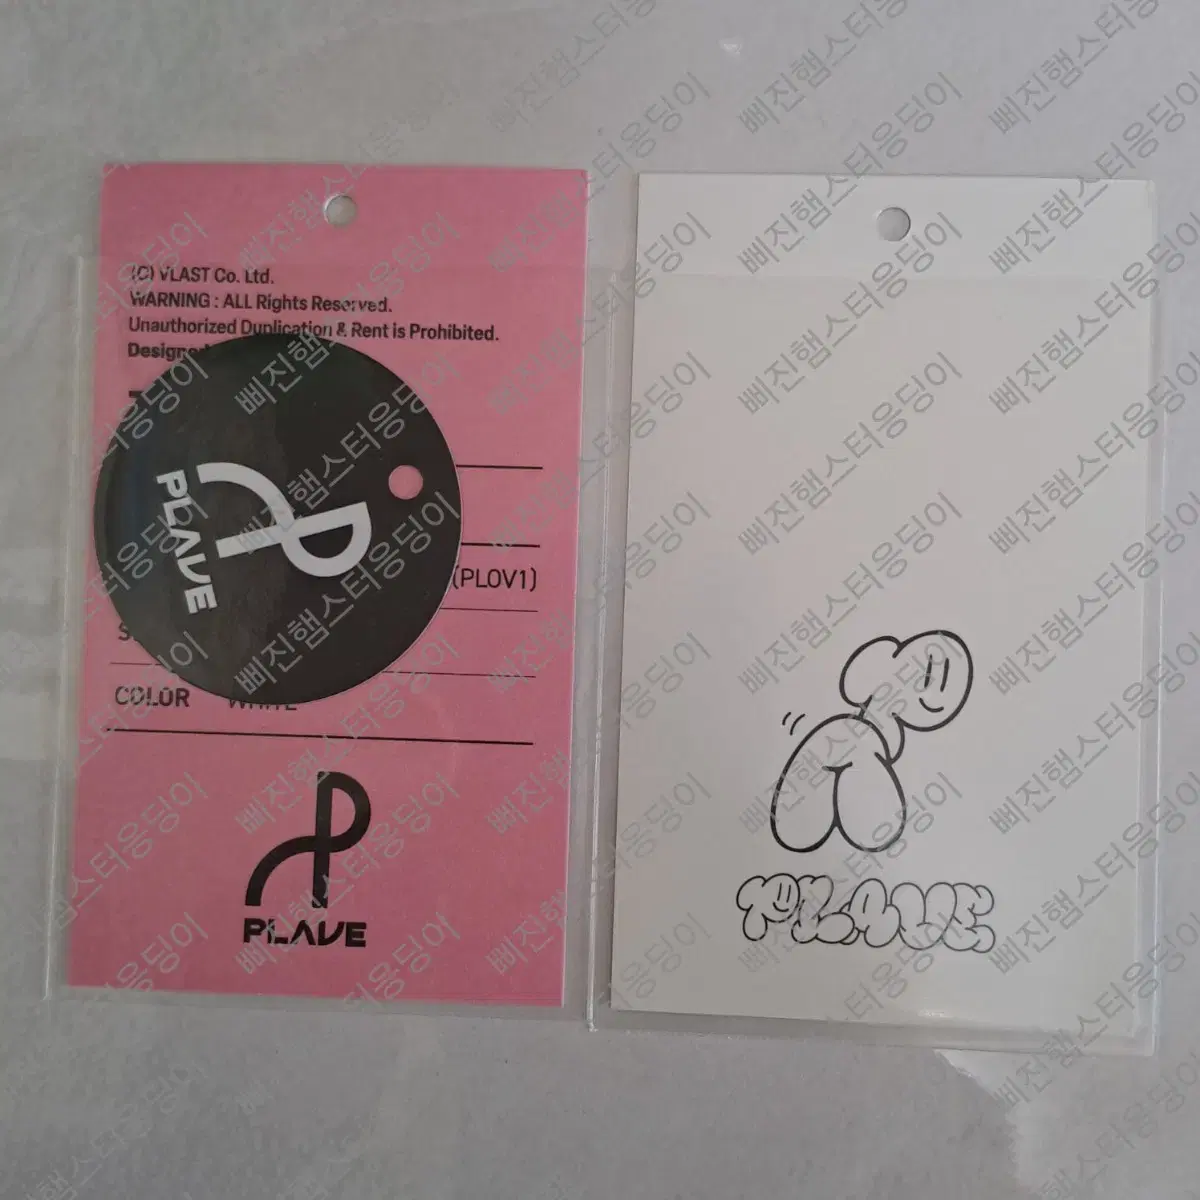 (C) VLAST Co. Ltd.
WARNING : ALL Rights Reserved.
Unauthorized Duplication & Rent is Prohibited.
PLAVE
(PLOV1)
COLOR WHITE
PLAVE
PLAVE
삐진햄스터응딩이